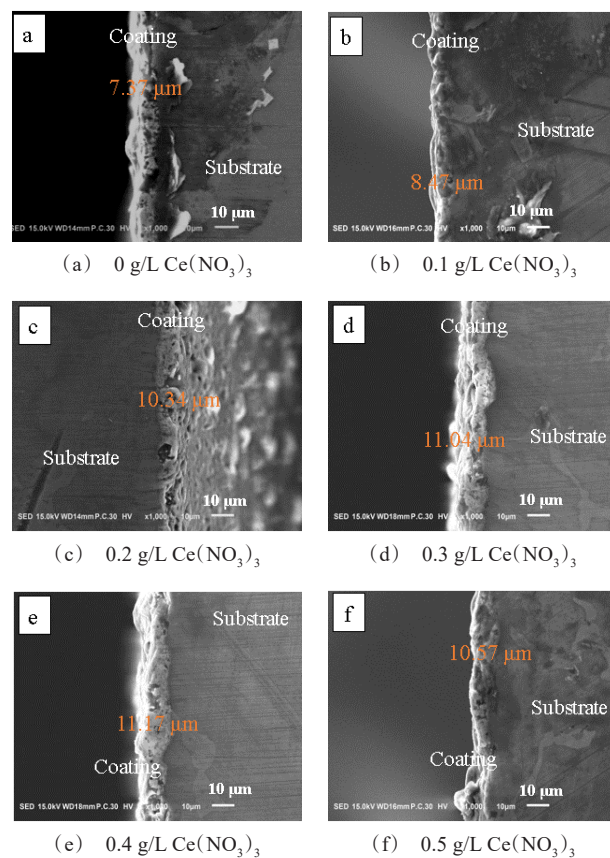 a
Coating
7.37 μm
Substrate
10 μm
SED 15.0kV WD14mm P.C.30 HV x1,000 10μm
(a) 0 g/L Ce(NO₃)₃
b
Coating
Substrate
8.47 μm
10 μm
SED 15.0kV WD16mm P.C.30 HV x1,000 10μm
(b) 0.1 g/L Ce(NO₃)₃
c
Coating
10.34 μm
Substrate
10 μm
SED 15.0kV WD14mm P.C.30 HV x1,000 10μm
(c) 0.2 g/L Ce(NO₃)₃
d
Coating
11.04 μm
Substrate
10 μm
SED 15.0kV WD18mm P.C.30 HV x1,000 10μm
(d) 0.3 g/L Ce(NO₃)₃
e
Substrate
11.17 μm
Coating
10 μm
SED 15.0kV WD18mm P.C.30 HV x1,000 10μm
(e) 0.4 g/L Ce(NO₃)₃
f
10.57 μm
Substrate
Coating
10 μm
SED 15.0kV WD16mm P.C.30 HV x1,000 10μm
(f) 0.5 g/L Ce(NO₃)₃